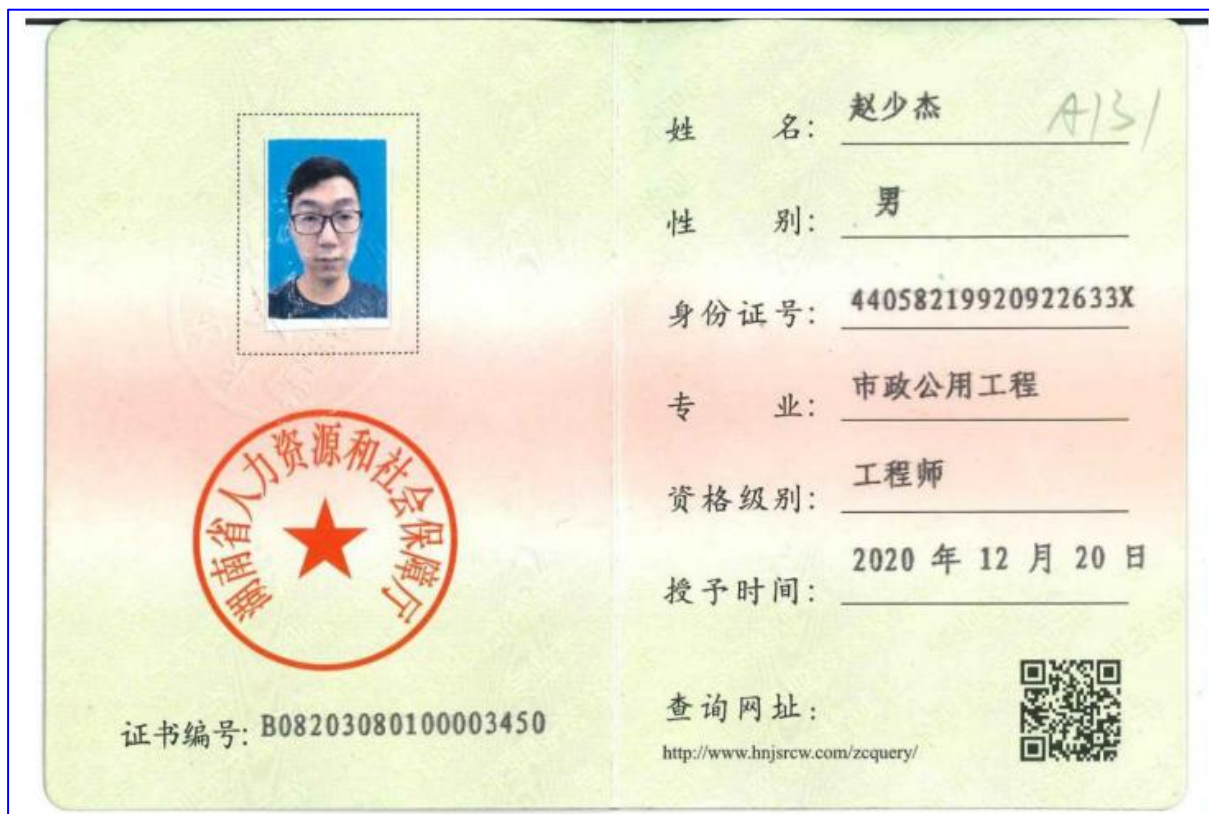 湖南省人力资源和社会保障厅
证书编号: B08203080100003450
姓 名: 赵少杰
A131
性 别: 男
身份证号: 44058219920922633X
专 业: 市政公用工程
资格级别: 工程师
授予时间: 2020 年 12 月 20 日
查询网址:
http://www.hnjsrcw.com/zcquery/